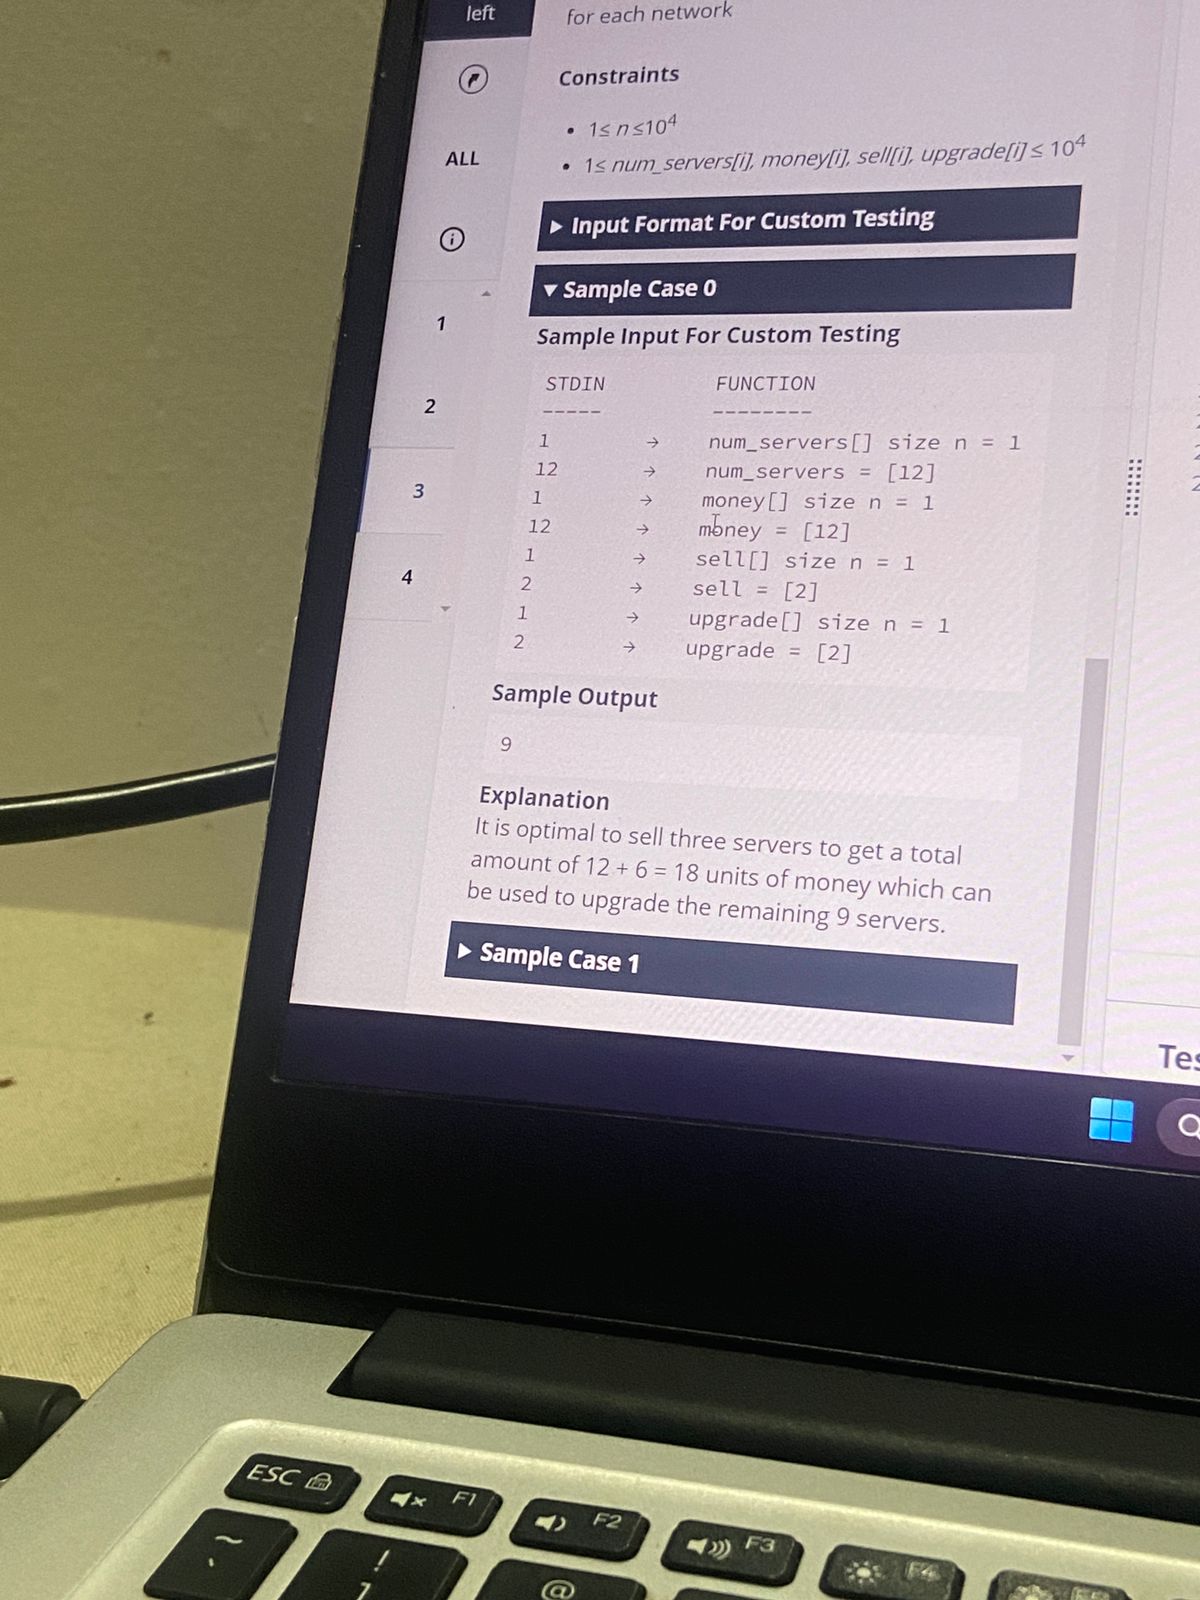 left
for each network
Constraints
• 1≤ n ≤10⁴
ALL
• 1≤ num_servers[i], money[i], sell[i], upgrade[i] ≤ 10⁴
▶ Input Format For Custom Testing
▼ Sample Case 0
1
Sample Input For Custom Testing
STDIN FUNCTION
----- --------
2
1 → num_servers[] size n = 1
12 → num_servers = [12]
3
1 → money[] size n = 1
12 → money = [12]
1 → sell[] size n = 1
4
2 → sell = [2]
1 → upgrade[] size n = 1
2 → upgrade = [2]
Sample Output
9
Explanation
It is optimal to sell three servers to get a total
amount of 12 + 6 = 18 units of money which can
be used to upgrade the remaining 9 servers.
▶ Sample Case 1
Tes
ESC
F1
F2
F3
F4
~
!
1
@